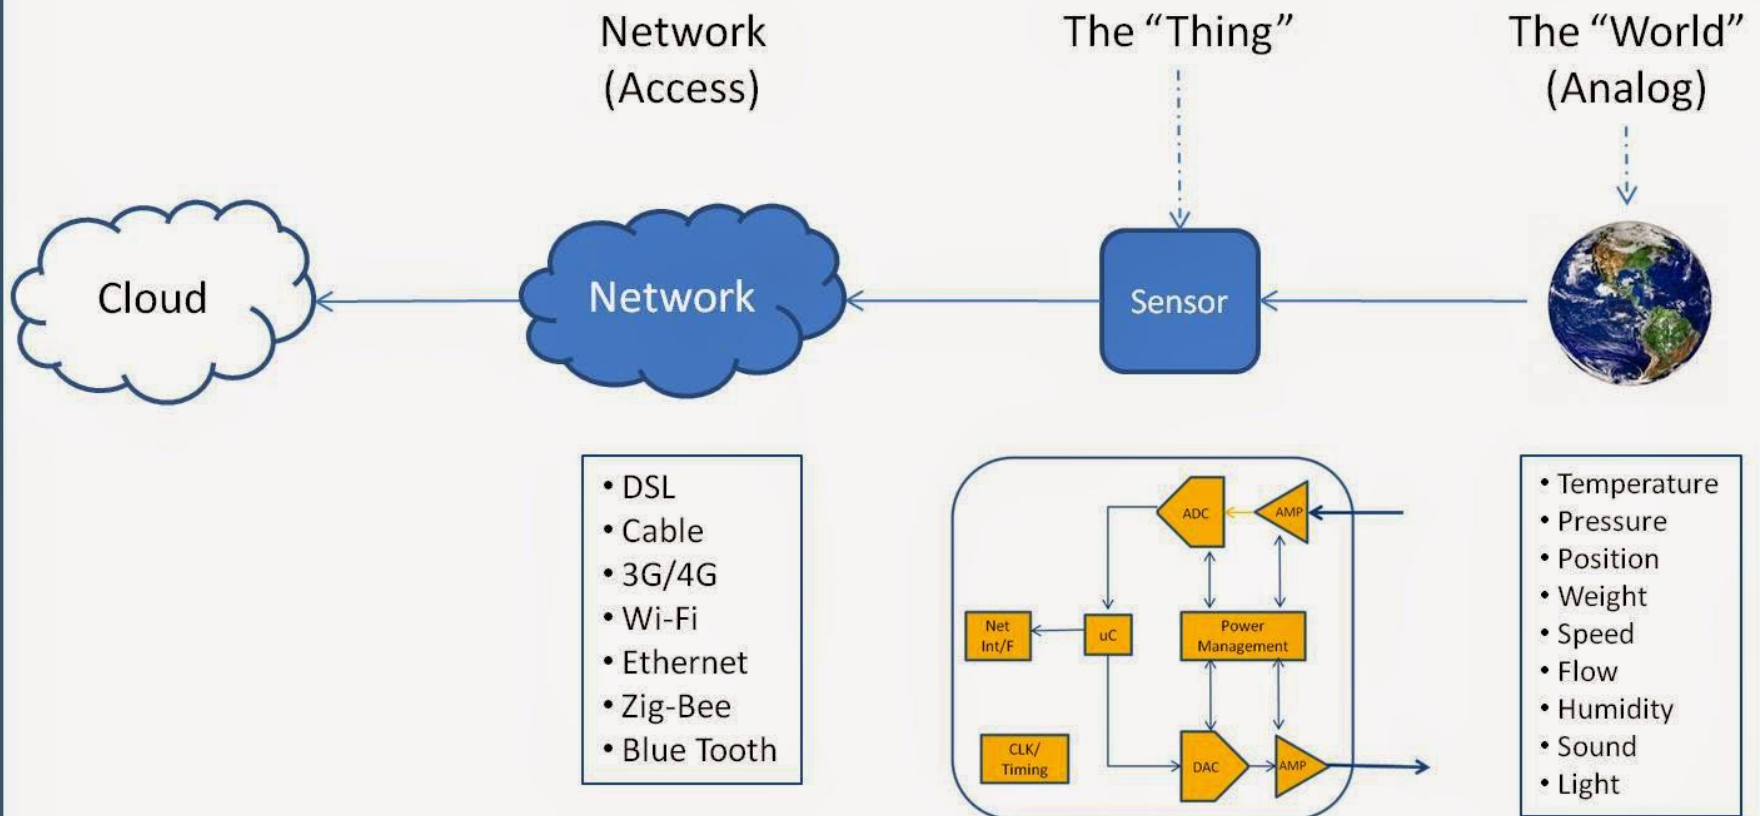 Network
(Access)
The “Thing”
The “World”
(Analog)
Cloud
Network
Sensor
• DSL
• Cable
• 3G/4G
• Wi-Fi
• Ethernet
• Zig-Bee
• Blue Tooth
ADC
AMP
Net
Int/F
uC
Power
Management
CLK/
Timing
DAC
AMP
• Temperature
• Pressure
• Position
• Weight
• Speed
• Flow
• Humidity
• Sound
• Light